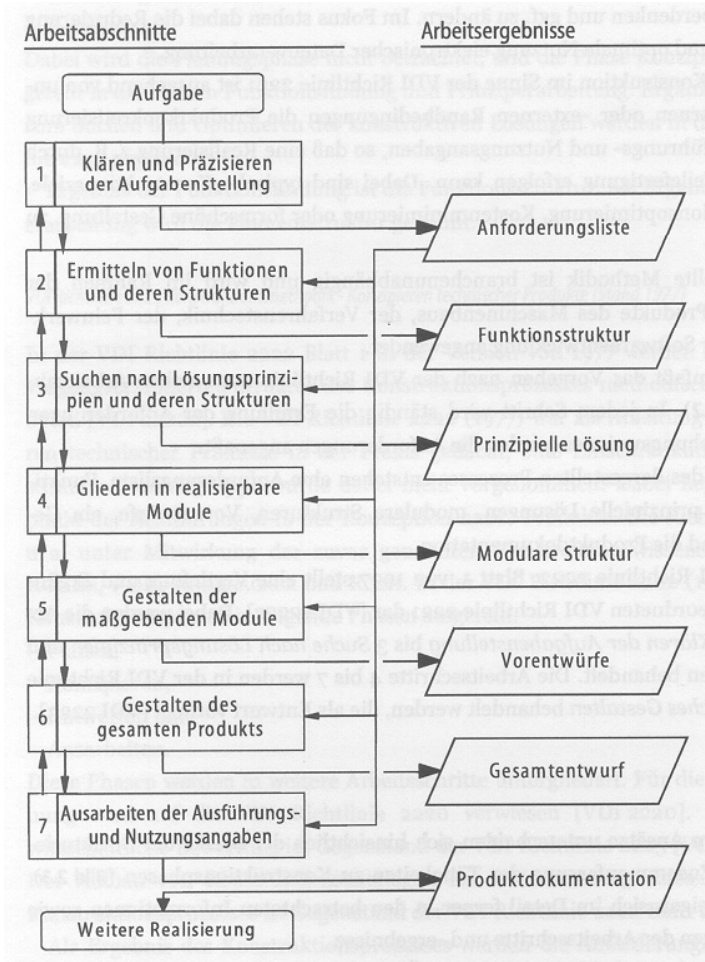 Arbeitsabschnitte
Arbeitsergebnisse
Aufgabe
1
Klären und Präzisieren
der Aufgabenstellung
Anforderungsliste
2
Ermitteln von Funktionen
und deren Strukturen
Funktionsstruktur
3
Suchen nach Lösungsprinzi-
pien und deren Strukturen
Prinzipielle Lösung
4
Gliedern in realisierbare
Module
Modulare Struktur
5
Gestalten der
maßgebenden Module
Vorentwürfe
6
Gestalten des
gesamten Produkts
Gesamtentwurf
7
Ausarbeiten der Ausführungs-
und Nutzungsangaben
Produktdokumentation
Weitere Realisierung